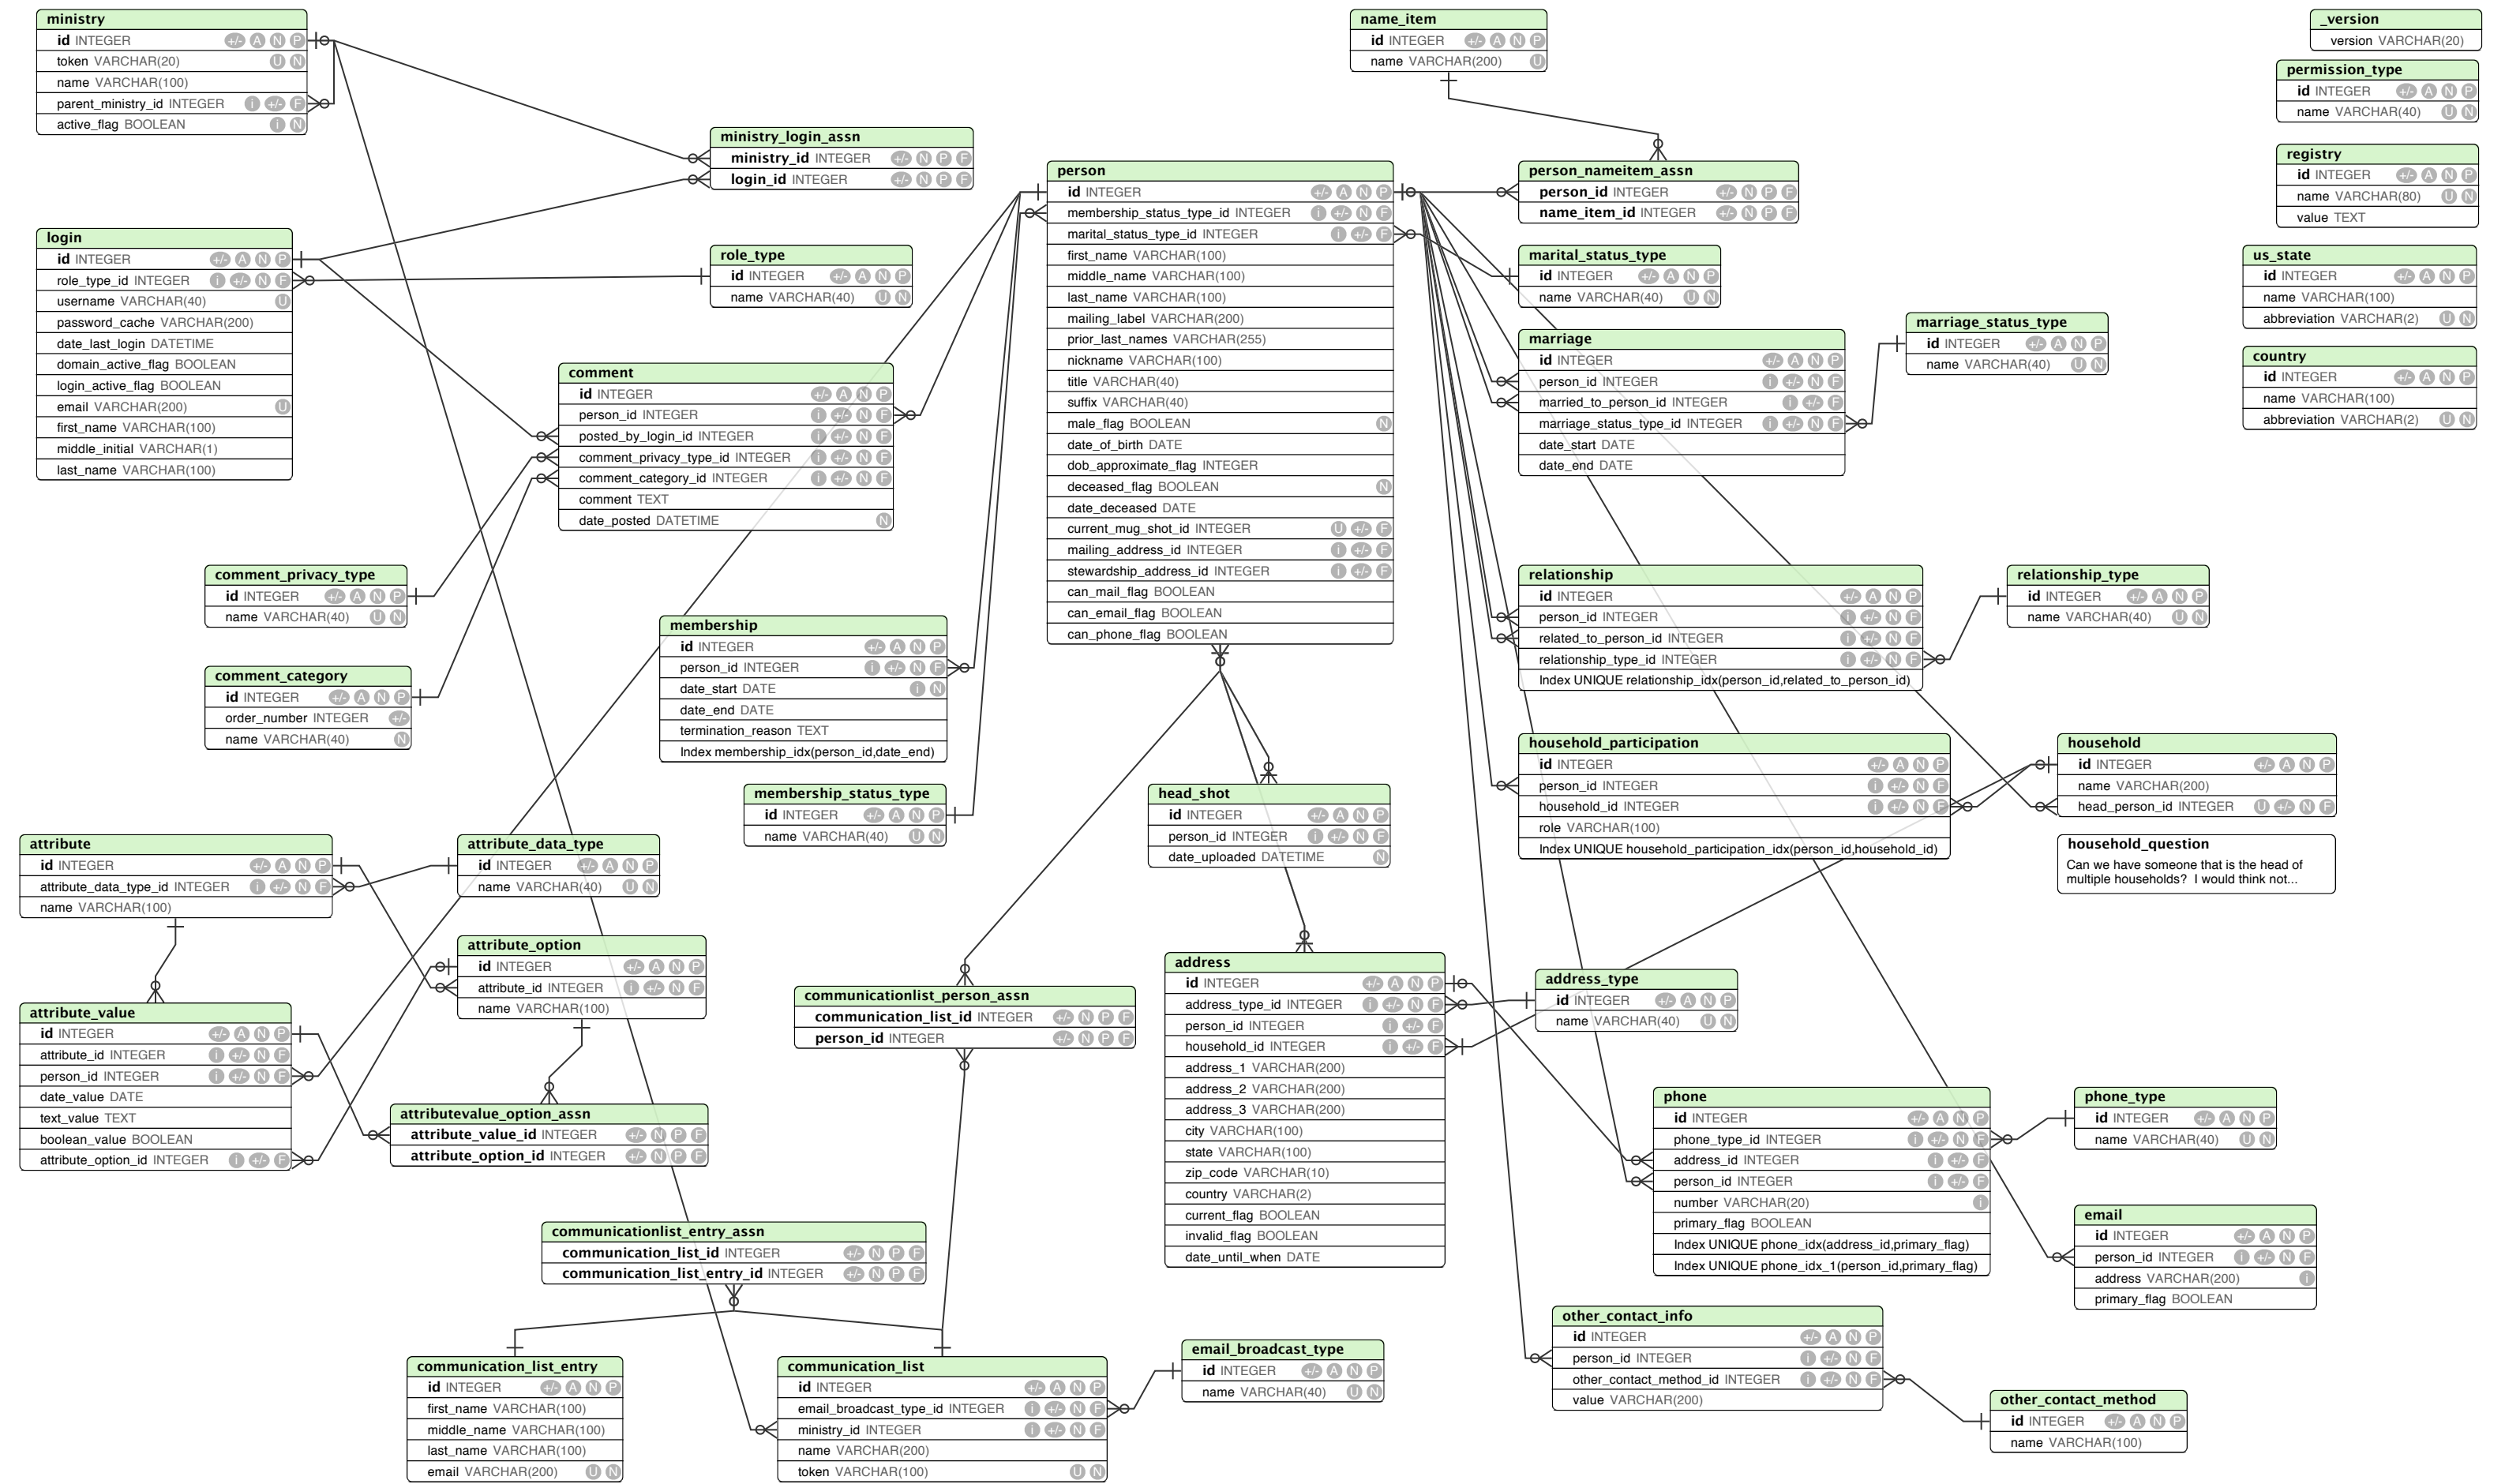 ministry
id INTEGER +/- A N P
token VARCHAR(20) U N
name VARCHAR(100)
parent_ministry_id INTEGER i +/- F
active_flag BOOLEAN i N
name_item
id INTEGER +/- A N P
name VARCHAR(200) U
_version
version VARCHAR(20)
permission_type
id INTEGER +/- A N P
name VARCHAR(40) U N
registry
id INTEGER +/- A N P
name VARCHAR(80) U N
value TEXT
us_state
id INTEGER +/- A N P
name VARCHAR(100)
abbreviation VARCHAR(2) U N
country
id INTEGER +/- A N P
name VARCHAR(100)
abbreviation VARCHAR(2) U N
ministry_login_assn
ministry_id INTEGER +/- N P F
login_id INTEGER +/- N P F
login
id INTEGER +/- A N P
role_type_id INTEGER i +/- N F
username VARCHAR(40) U
password_cache VARCHAR(200)
date_last_login DATETIME
domain_active_flag BOOLEAN
login_active_flag BOOLEAN
email VARCHAR(200) U
first_name VARCHAR(100)
middle_initial VARCHAR(1)
last_name VARCHAR(100)
role_type
id INTEGER +/- A N P
name VARCHAR(40) U N
person
id INTEGER +/- A N P
membership_status_type_id INTEGER i +/- N F
marital_status_type_id INTEGER i +/- F
first_name VARCHAR(100)
middle_name VARCHAR(100)
last_name VARCHAR(100)
mailing_label VARCHAR(200)
prior_last_names VARCHAR(255)
nickname VARCHAR(100)
title VARCHAR(40)
suffix VARCHAR(40)
male_flag BOOLEAN N
date_of_birth DATE
dob_approximate_flag INTEGER
deceased_flag BOOLEAN N
date_deceased DATE
current_mug_shot_id INTEGER U +/- F
mailing_address_id INTEGER i +/- F
stewardship_address_id INTEGER i +/- F
can_mail_flag BOOLEAN
can_email_flag BOOLEAN
can_phone_flag BOOLEAN
person_nameitem_assn
person_id INTEGER +/- N P F
name_item_id INTEGER +/- N P F
marital_status_type
id INTEGER +/- A N P
name VARCHAR(40) U N
marriage
id INTEGER +/- A N P
person_id INTEGER i +/- N F
married_to_person_id INTEGER i +/- F
marriage_status_type_id INTEGER i +/- N F
date_start DATE
date_end DATE
marriage_status_type
id INTEGER +/- A N P
name VARCHAR(40) U N
comment
id INTEGER +/- A N P
person_id INTEGER i +/- N F
posted_by_login_id INTEGER i +/- N F
comment_privacy_type_id INTEGER i +/- N F
comment_category_id INTEGER i +/- N F
comment TEXT
date_posted DATETIME N
comment_privacy_type
id INTEGER +/- A N P
name VARCHAR(40) U N
comment_category
id INTEGER +/- A N P
order_number INTEGER +/-
name VARCHAR(40) N
membership
id INTEGER +/- A N P
person_id INTEGER i +/- N F
date_start DATE i N
date_end DATE
termination_reason TEXT
Index membership_idx(person_id,date_end)
membership_status_type
id INTEGER +/- A N P
name VARCHAR(40) U N
relationship
id INTEGER +/- A N P
person_id INTEGER i +/- N F
related_to_person_id INTEGER i +/- N F
relationship_type_id INTEGER i +/- N F
Index UNIQUE relationship_idx(person_id,related_to_person_id)
relationship_type
id INTEGER +/- A N P
name VARCHAR(40) U N
household_participation
id INTEGER +/- A N P
person_id INTEGER i +/- N F
household_id INTEGER i +/- N F
role VARCHAR(100)
Index UNIQUE household_participation_idx(person_id,household_id)
household
id INTEGER +/- A N P
name VARCHAR(200)
head_person_id INTEGER U +/- N F
household_question
Can we have someone that is the head of
multiple households? I would think not...
head_shot
id INTEGER +/- A N P
person_id INTEGER i +/- N F
date_uploaded DATETIME N
attribute
id INTEGER +/- A N P
attribute_data_type_id INTEGER i +/- N F
name VARCHAR(100)
attribute_data_type
id INTEGER +/- A N P
name VARCHAR(40) U N
attribute_option
id INTEGER +/- A N P
attribute_id INTEGER i +/- N F
name VARCHAR(100)
attribute_value
id INTEGER +/- A N P
attribute_id INTEGER i +/- N F
person_id INTEGER i +/- N F
date_value DATE
text_value TEXT
boolean_value BOOLEAN
attribute_option_id INTEGER i +/- F
attributevalue_option_assn
attribute_value_id INTEGER +/- N P F
attribute_option_id INTEGER +/- N P F
communicationlist_person_assn
communication_list_id INTEGER +/- N P F
person_id INTEGER +/- N P F
address
id INTEGER +/- A N P
address_type_id INTEGER i +/- N F
person_id INTEGER i +/- F
household_id INTEGER i +/- F
address_1 VARCHAR(200)
address_2 VARCHAR(200)
address_3 VARCHAR(200)
city VARCHAR(100)
state VARCHAR(100)
zip_code VARCHAR(10)
country VARCHAR(2)
current_flag BOOLEAN
invalid_flag BOOLEAN
date_until_when DATE
address_type
id INTEGER +/- A N P
name VARCHAR(40) U N
phone
id INTEGER +/- A N P
phone_type_id INTEGER i +/- N F
address_id INTEGER i +/- F
person_id INTEGER i +/- F
number VARCHAR(20) i
primary_flag BOOLEAN
Index UNIQUE phone_idx(address_id,primary_flag)
Index UNIQUE phone_idx_1(person_id,primary_flag)
phone_type
id INTEGER +/- A N P
name VARCHAR(40) U N
email
id INTEGER +/- A N P
person_id INTEGER i +/- N F
address VARCHAR(200) i
primary_flag BOOLEAN
communicationlist_entry_assn
communication_list_id INTEGER +/- N P F
communication_list_entry_id INTEGER +/- N P F
communication_list_entry
id INTEGER +/- A N P
first_name VARCHAR(100)
middle_name VARCHAR(100)
last_name VARCHAR(100)
email VARCHAR(200) U N
communication_list
id INTEGER +/- A N P
email_broadcast_type_id INTEGER i +/- N F
ministry_id INTEGER i +/- N F
name VARCHAR(200)
token VARCHAR(100) U N
email_broadcast_type
id INTEGER +/- A N P
name VARCHAR(40) U N
other_contact_info
id INTEGER +/- A N P
person_id INTEGER i +/- N F
other_contact_method_id INTEGER i +/- N F
value VARCHAR(200)
other_contact_method
id INTEGER +/- A N P
name VARCHAR(100)